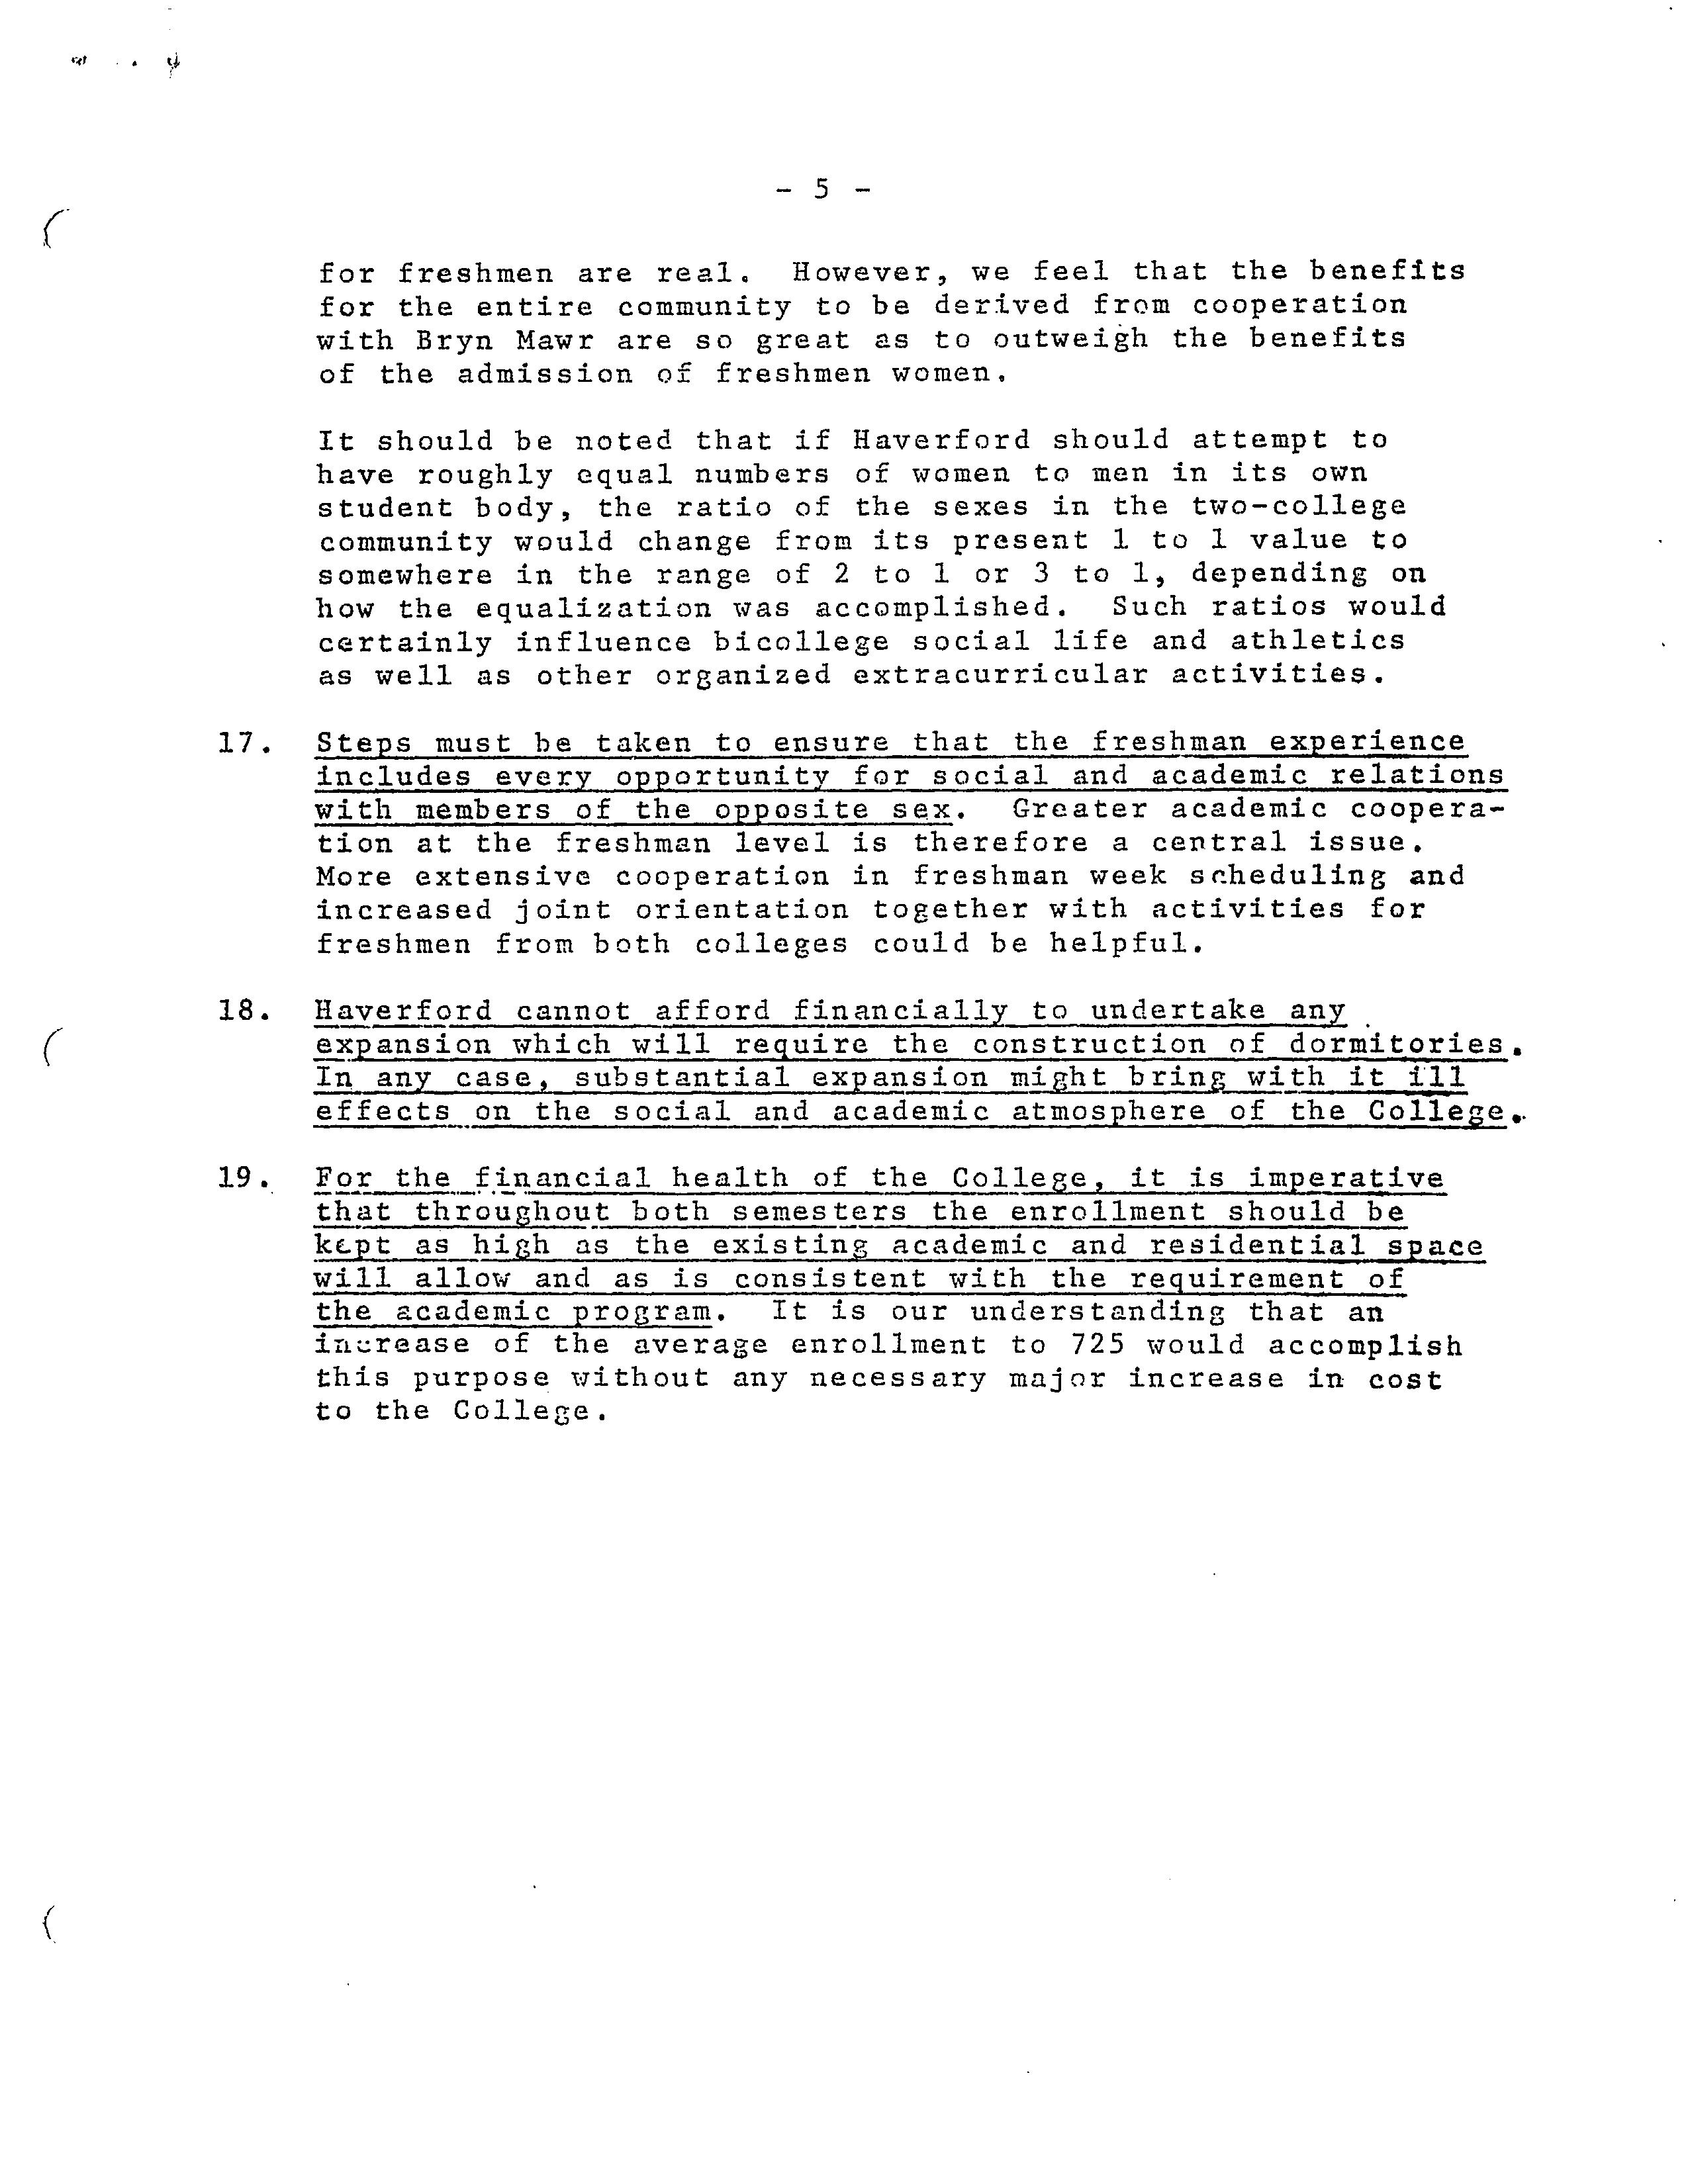 - 5 -
for freshmen are real. However, we feel that the benefits
for the entire community to be derived from cooperation
with Bryn Mawr are so great as to outweigh the benefits
of the admission of freshmen women.
It should be noted that if Haverford should attempt to
have roughly equal numbers of women to men in its own
student body, the ratio of the sexes in the two-college
community would change from its present 1 to 1 value to
somewhere in the range of 2 to 1 or 3 to 1, depending on
how the equalization was accomplished. Such ratios would
certainly influence bicollege social life and athletics
as well as other organized extracurricular activities.
17. Steps must be taken to ensure that the freshman experience
includes every opportunity for social and academic relations
with members of the opposite sex. Greater academic coopera-
tion at the freshman level is therefore a central issue.
More extensive cooperation in freshman week scheduling and
increased joint orientation together with activities for
freshmen from both colleges could be helpful.
18. Haverford cannot afford financially to undertake any
expansion which will require the construction of dormitories.
In any case, substantial expansion might bring with it ill
effects on the social and academic atmosphere of the College.
19. For the financial health of the College, it is imperative
that throughout both semesters the enrollment should be
kept as high as the existing academic and residential space
will allow and as is consistent with the requirement of
the academic program. It is our understanding that an
increase of the average enrollment to 725 would accomplish
this purpose without any necessary major increase in cost
to the College.